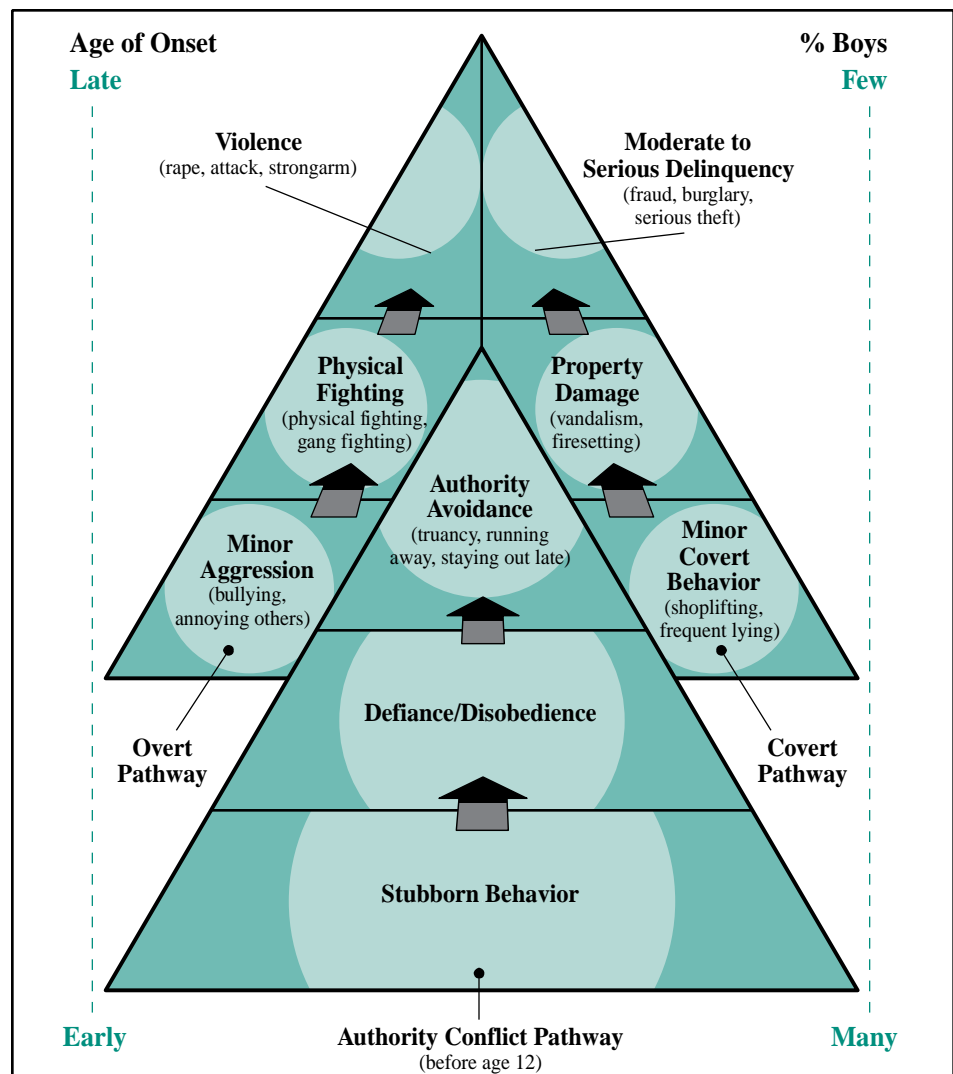 Age of Onset
% Boys
Late
Few
Violence
(rape, attack, strongarm)
Moderate to
Serious Delinquency
(fraud, burglary,
serious theft)
Physical
Fighting
(physical fighting,
gang fighting)
Property
Damage
(vandalism,
firesetting)
Authority
Avoidance
(truancy, running
away, staying out late)
Minor
Aggression
(bullying,
annoying others)
Minor
Covert
Behavior
(shoplifting,
frequent lying)
Defiance/Disobedience
Overt
Pathway
Covert
Pathway
Stubborn Behavior
Early
Authority Conflict Pathway
(before age 12)
Many